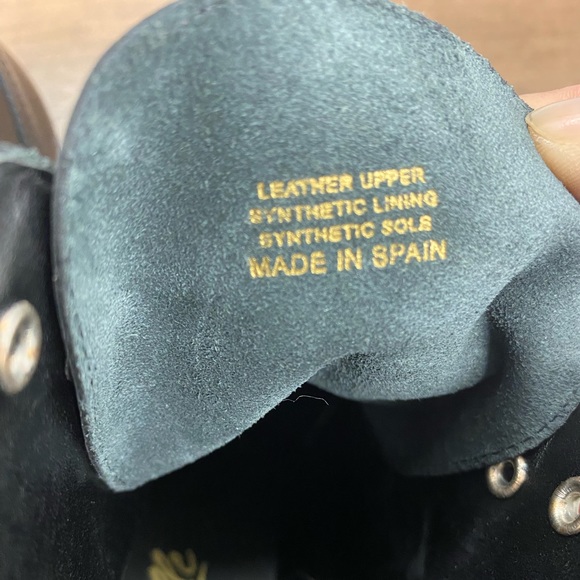 LEATHER UPPER
SYNTHETIC LINING
SYNTHETIC SOLE
MADE IN SPAIN